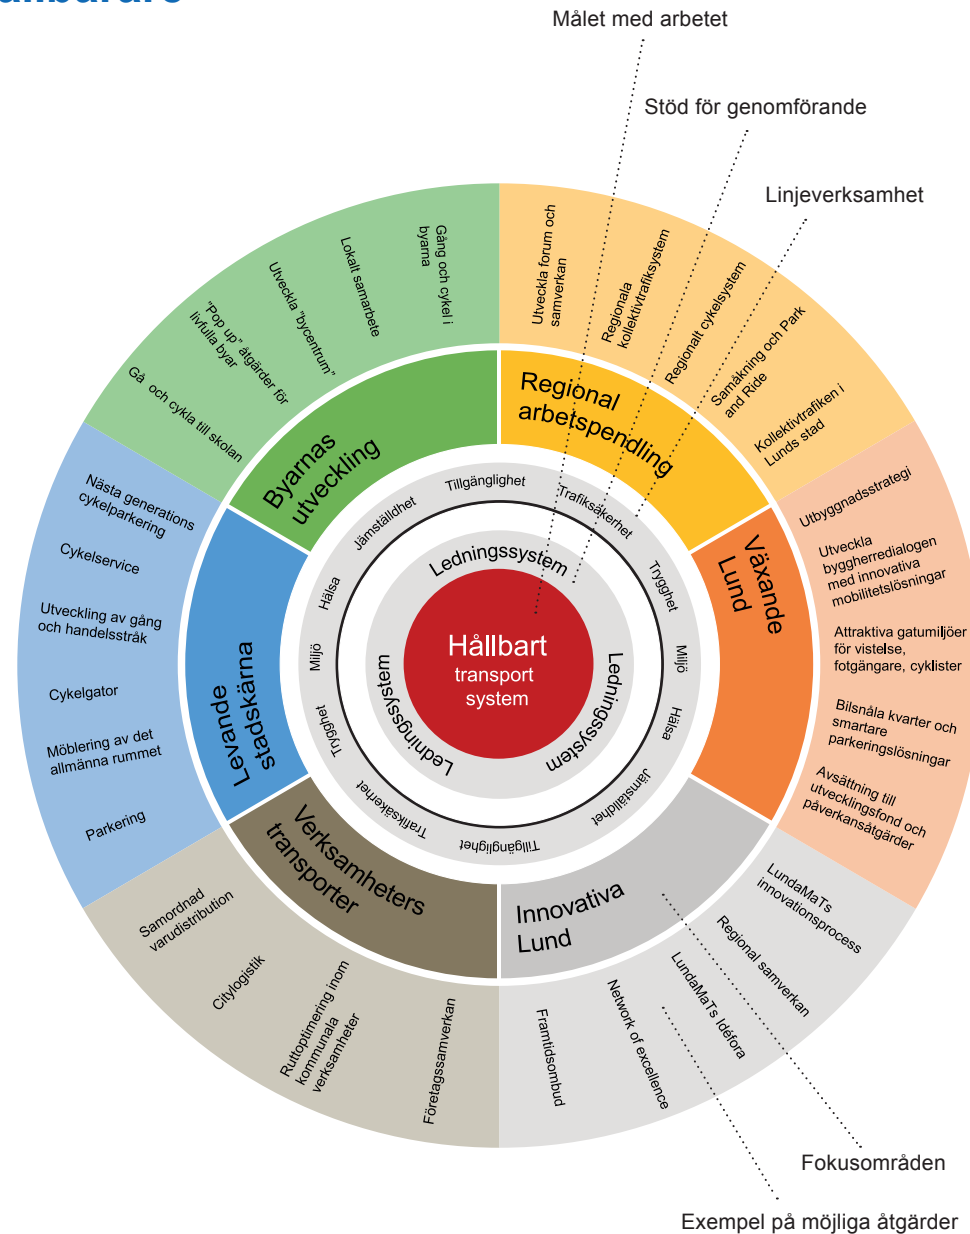 Målet med arbetet
Stöd för genomförande
Linjeverksamhet
Utveckla forum och
samverkan
Regionala
kollektivtrafiksystem
Regionalt cykelsystem
Samåkning och Park
and Ride
Kollektivtrafiken i
Lunds stad
Gång och cykel i
byarna
Lokalt samarbete
Utveckla "bycentrum"
"Pop up" åtgärder för
livfulla byar
Gå och cykla till skolan
Regional
arbetspendling
Byarnas
utveckling
Växande
Lund
Utbyggnadsstrategi
Utveckla
byggherredialogen
med innovativa
mobilitetslösningar
Attraktiva gatumiljöer
för vistelse,
fotgängare, cyklister
Bilsnåla kvarter och
smartare
parkeringslösningar
Avsättning till
utvecklingsfond och
påverkansåtgärder
Nästa generations
cykelparkering
Cykelservice
Utveckling av gång
och handelsstråk
Cykelgator
Möblering av det
allmänna rummet
Parkering
Levande
stadskärna
Tillgänglighet
Trafiksäkerhet
Trygghet
Miljö
Hälsa
Jämställdhet
Tillgänglighet
Trafiksäkerhet
Trygghet
Miljö
Hälsa
Jämställdhet
Ledningssystem
Ledningssystem
Ledningssystem
Hållbart
transport
system
Verksamheters
transporter
Innovativa
Lund
Samordnad
varudistribution
Citylogistik
Ruttoptimering inom
kommunala
verksamheter
Företagssamverkan
Framtidsombud
Network of excellence
LundaMaTs Idéfora
Regional samverkan
LundaMaTs
innovationsprocess
Fokusområden
Exempel på möjliga åtgärder